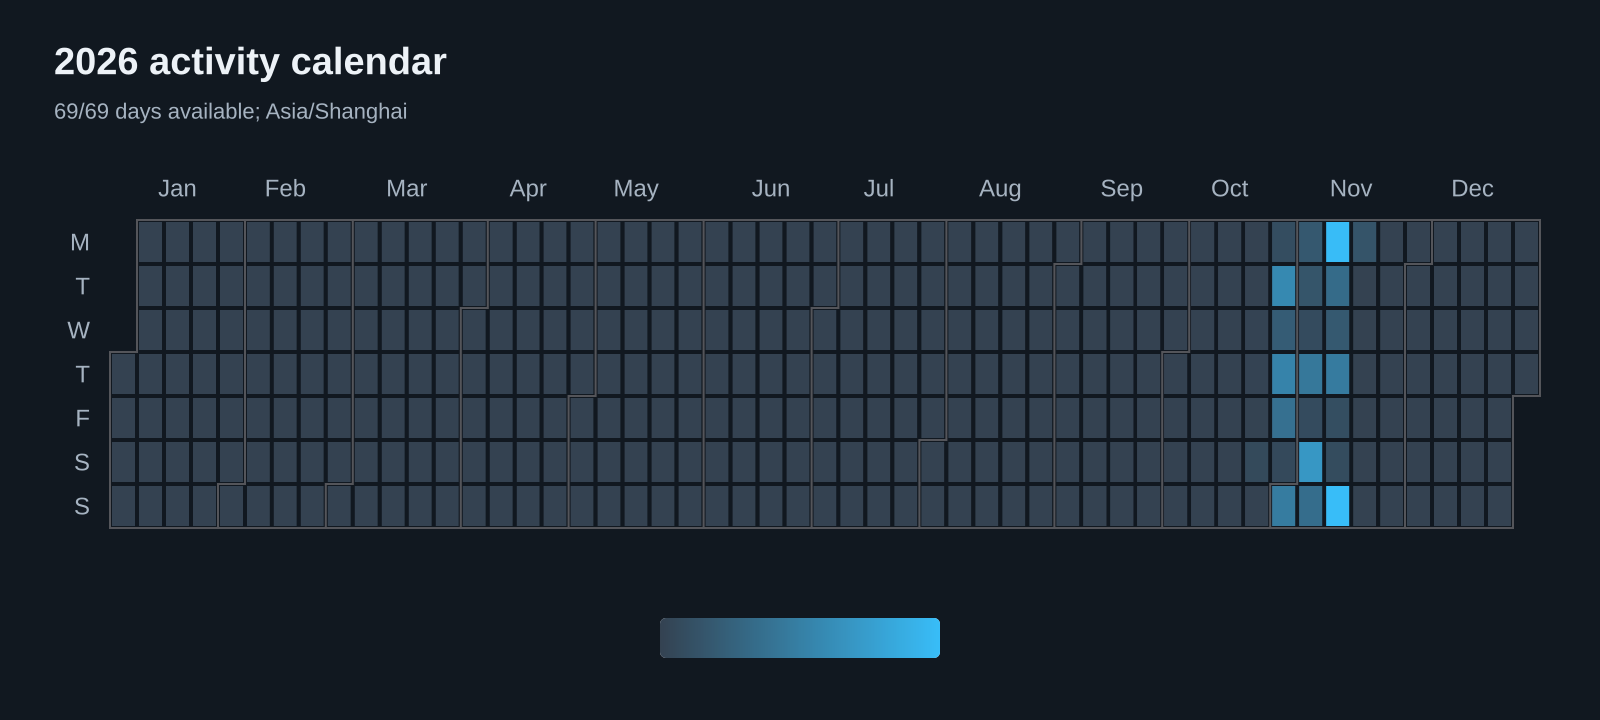 2026 activity calendar
69/69 days available; Asia/Shanghai
Jan Feb Mar Apr May Jun Jul Aug Sep Oct Nov Dec
M
T
W
T
F
S
S